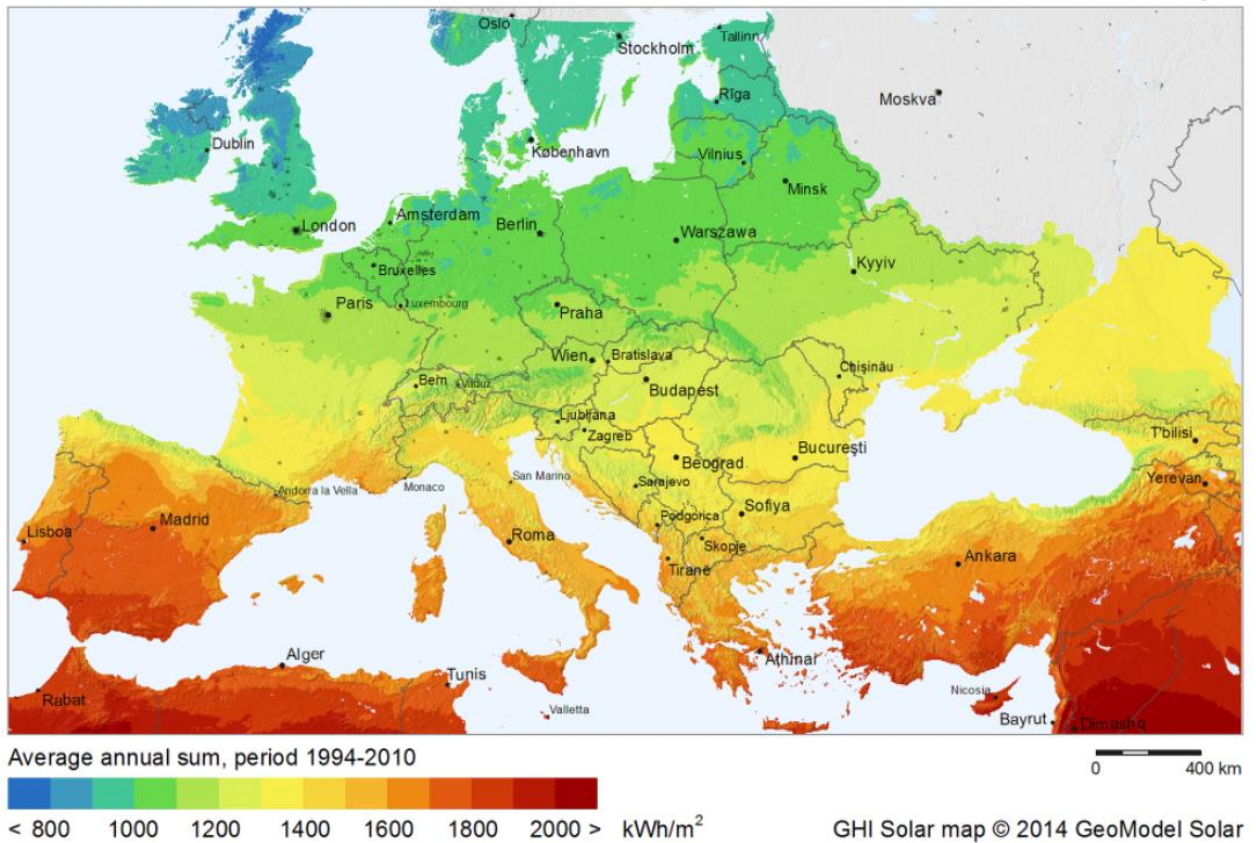 Oslo
Stockholm
Tallinn
Rīga
Moskva
Dublin
København
Vilnius
Minsk
London
Amsterdam
Berlin
Warszawa
Bruxelles
Kyyiv
Paris
Luxembourg
Praha
Wien
Bratislava
Bern
Vaduz
Budapest
Chișinău
Ljubljana
Zagreb
T'bilisi
Beograd
București
San Marino
Sarajevo
Yerevan
Andorra la Vella
Monaco
Madrid
Podgorica
Sofiya
Lisboa
Roma
Skopje
Tiranë
Ankara
Alger
Athinai
Tunis
Rabat
Nicosia
Valletta
Bayrut
Dimashq
Average annual sum, period 1994-2010
0 400 km
< 800 1000 1200 1400 1600 1800 2000 > kWh/m²
GHI Solar map © 2014 GeoModel Solar